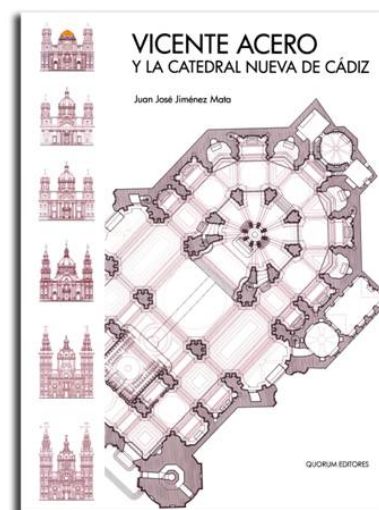 VICENTE ACERO
Y LA CATEDRAL NUEVA DE CÁDIZ
Juan José Jiménez Mata
QUORUM EDITORES